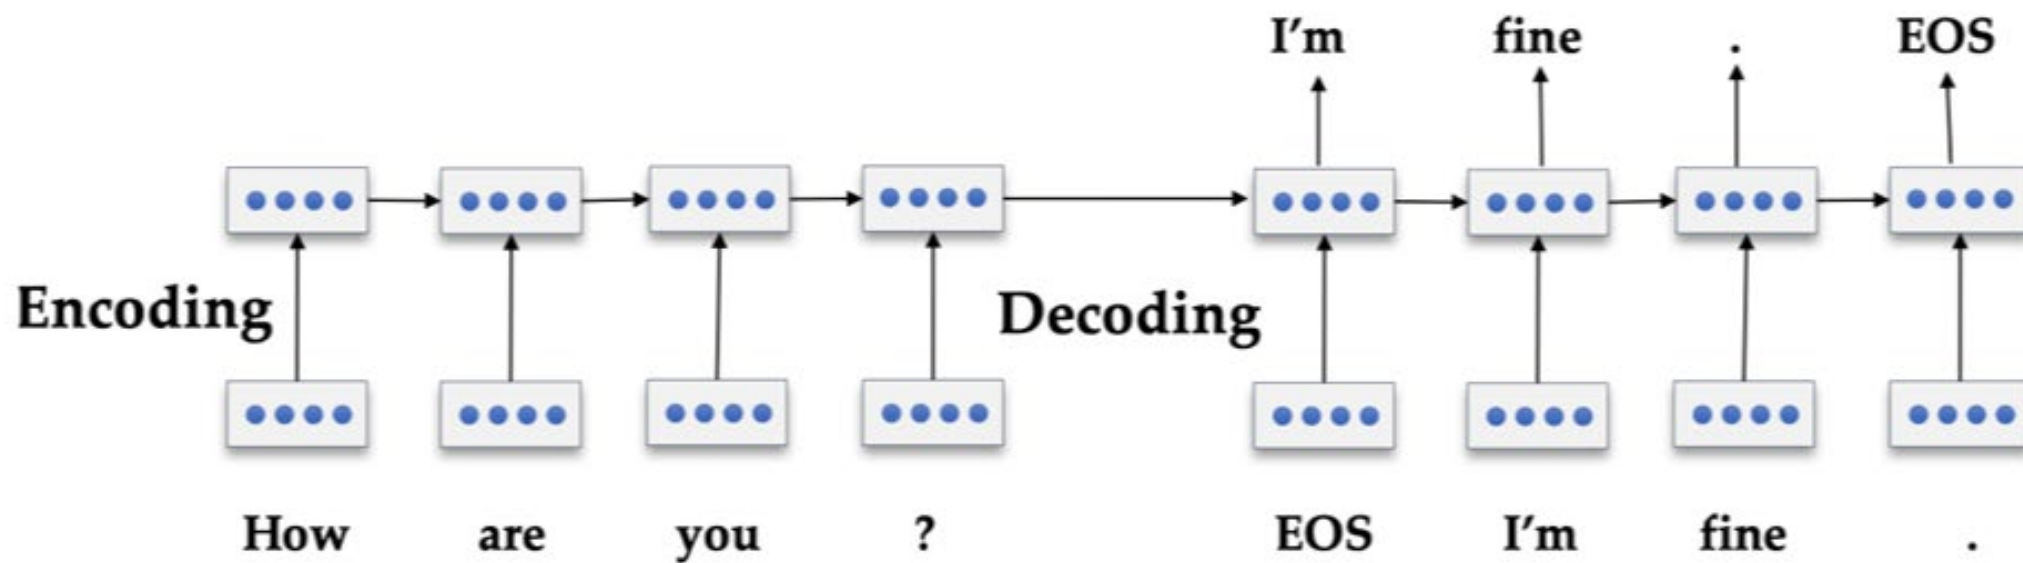 I'm fine . EOS
Encoding
Decoding
How are you ? EOS I'm fine .